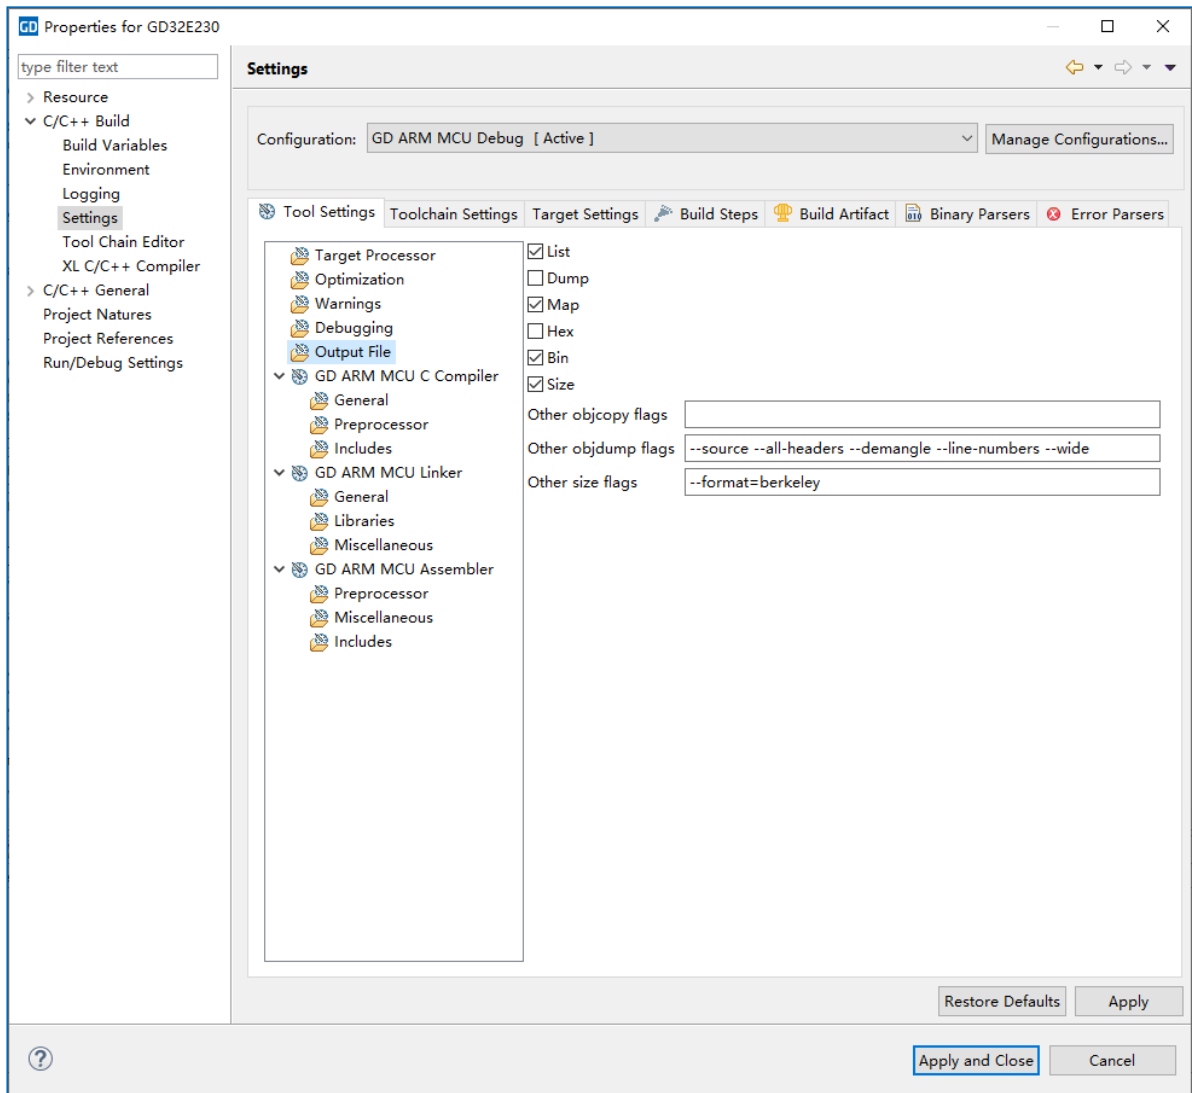 GD Properties for GD32E230
type filter text
Resource
C/C++ Build
Build Variables
Environment
Logging
Settings
Tool Chain Editor
XL C/C++ Compiler
C/C++ General
Project Natures
Project References
Run/Debug Settings
Settings
Configuration: GD ARM MCU Debug [ Active ] Manage Configurations...
Tool Settings Toolchain Settings Target Settings Build Steps Build Artifact Binary Parsers Error Parsers
Target Processor
Optimization
Warnings
Debugging
Output File
GD ARM MCU C Compiler
General
Preprocessor
Includes
GD ARM MCU Linker
General
Libraries
Miscellaneous
GD ARM MCU Assembler
Preprocessor
Miscellaneous
Includes
List
Dump
Map
Hex
Bin
Size
Other objcopy flags
Other objdump flags --source --all-headers --demangle --line-numbers --wide
Other size flags --format=berkeley
Restore Defaults Apply
? Apply and Close Cancel